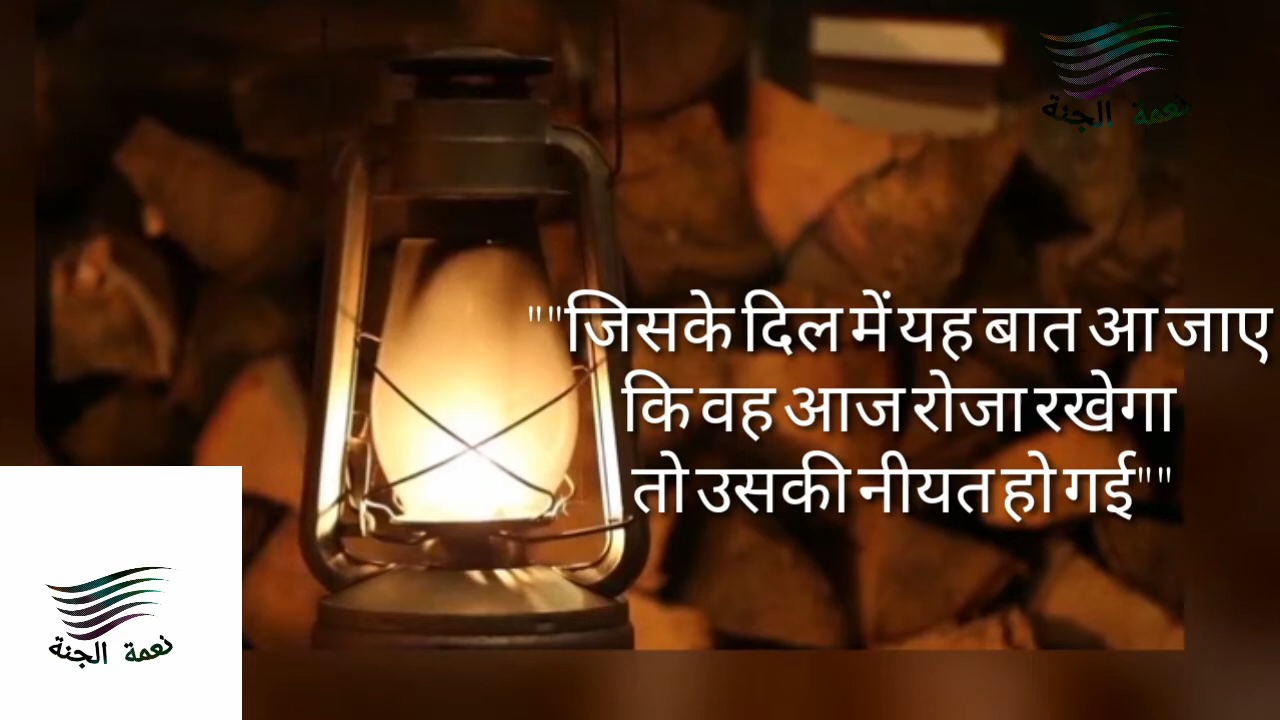 نعمة الجنة
""जिसके दिल में यह बात आ जाए
कि वह आज रोजा रखेगा
तो उसकी नीयत हो गई""
نعمة الجنة